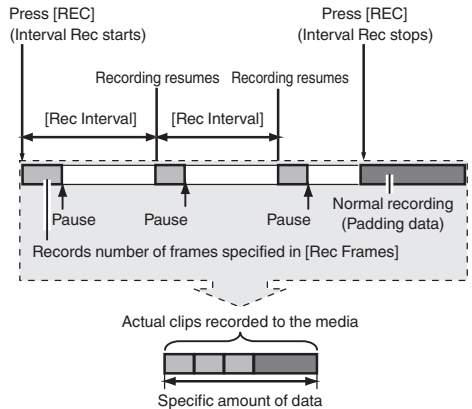 Press [REC]
(Interval Rec starts)
Press [REC]
(Interval Rec stops)
Recording resumes
Recording resumes
[Rec Interval]
[Rec Interval]
Pause
Pause
Pause
Normal recording
(Padding data)
Records number of frames specified in [Rec Frames]
Actual clips recorded to the media
Specific amount of data